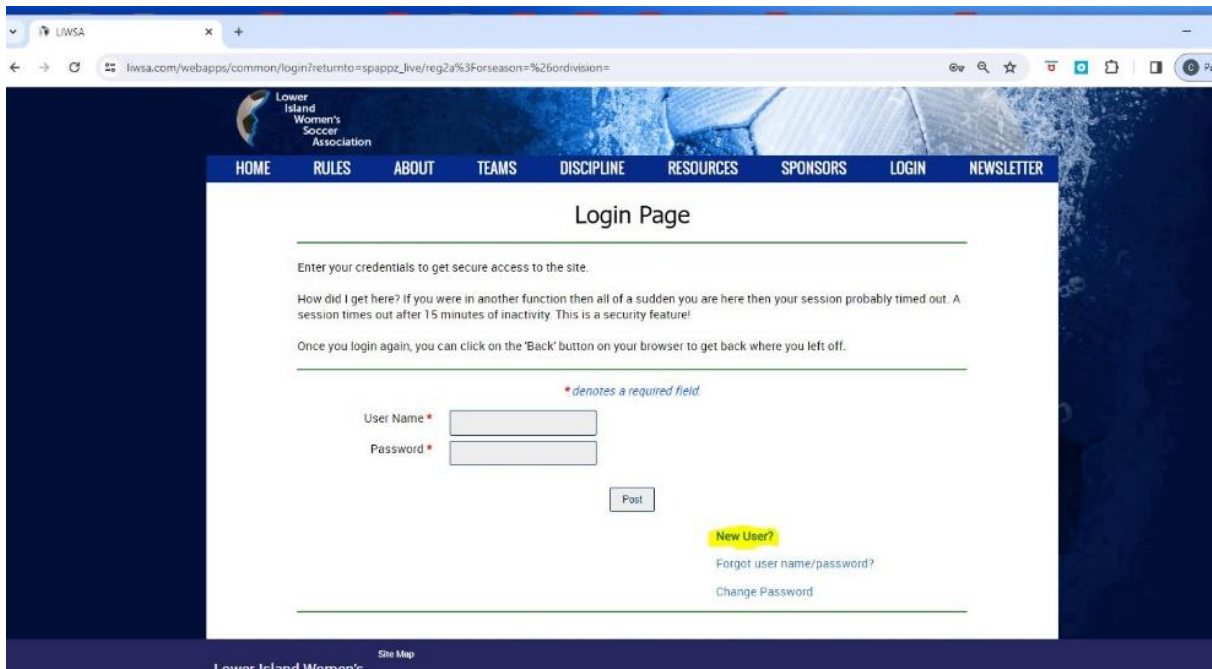 LIWSA
liwsa.com/webapps/common/login?returnto=spappz_live/reg2a%3Forseason=%26ordivision=
Lower
Island
Women's
Soccer
Association
HOME RULES ABOUT TEAMS DISCIPLINE RESOURCES SPONSORS LOGIN NEWSLETTER
Login Page
Enter your credentials to get secure access to the site.
How did I get here? If you were in another function then all of a sudden you are here then your session probably timed out. A
session times out after 15 minutes of inactivity. This is a security feature!
Once you login again, you can click on the 'Back' button on your browser to get back where you left off.
* denotes a required field.
User Name *
Password *
Post
New User?
Forgot user name/password?
Change Password
Site Map
Lower Island Women's